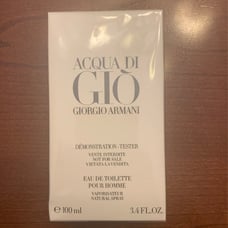 ACQUA DI
GIÒ
GIORGIO ARMANI
DÉMONSTRATION-TESTER
VENTE INTERDITE
NOT FOR SALE
VIETATA LA VENDITA
EAU DE TOILETTE
POUR HOMME
VAPORISATEUR
NATURAL SPRAY
e 100 ml 3.4 FL.OZ.